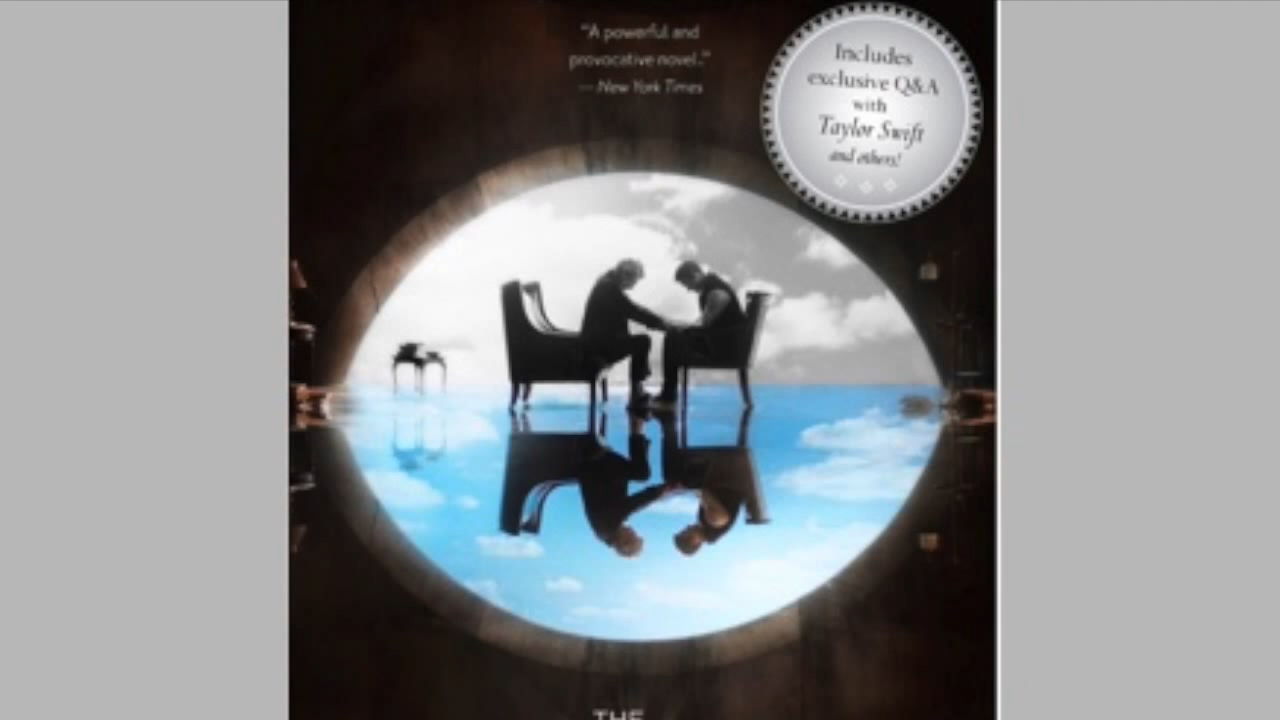 "A powerful and
provocative novel."
— New York Times
Includes
exclusive Q&A
with
Taylor Swift
and others!
THE